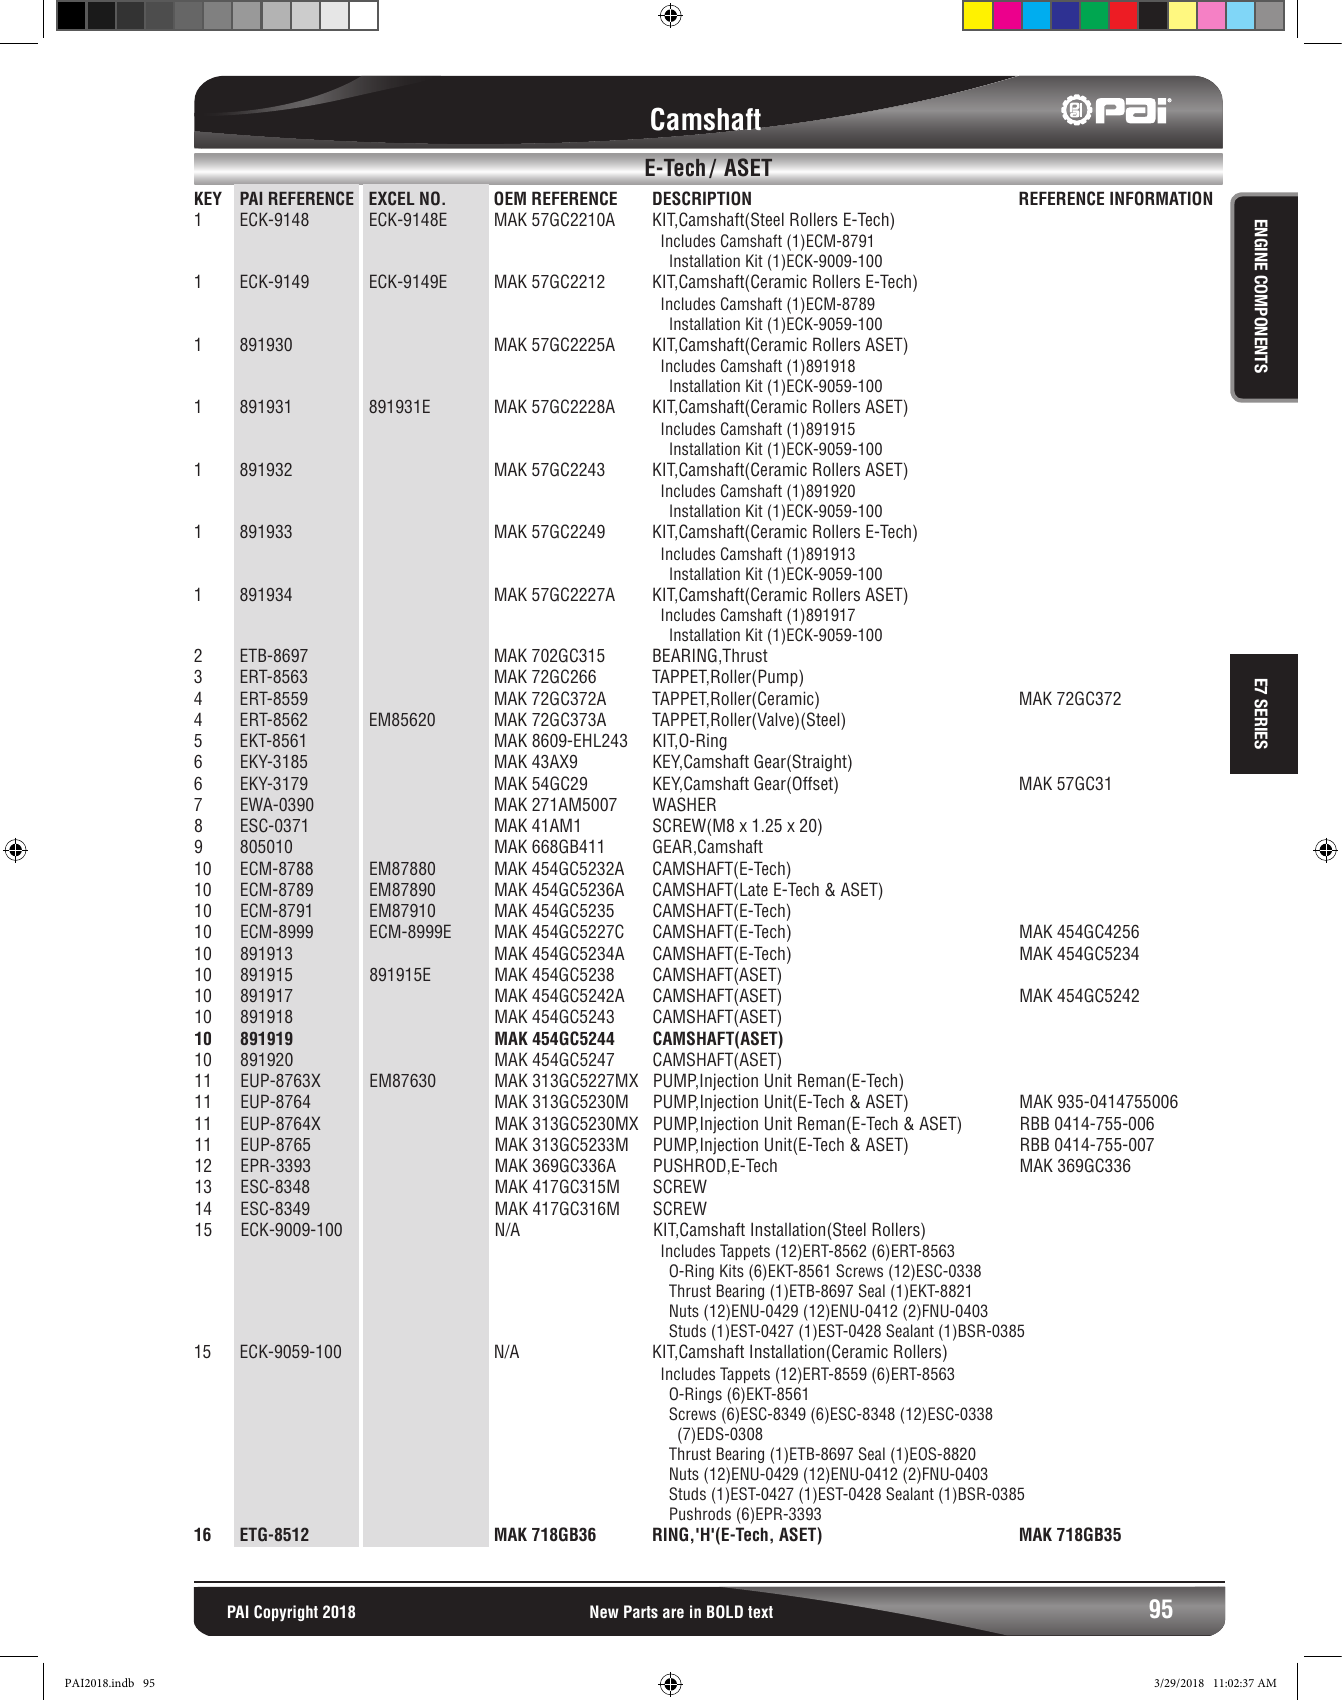 Camshaft
PAI
E-Tech / ASET
KEY PAI REFERENCE EXCEL NO. OEM REFERENCE DESCRIPTION REFERENCE INFORMATION
1 ECK-9148 ECK-9148E MAK 57GC2210A KIT,Camshaft(Steel Rollers E-Tech)
Includes Camshaft (1)ECM-8791
Installation Kit (1)ECK-9009-100
1 ECK-9149 ECK-9149E MAK 57GC2212 KIT,Camshaft(Ceramic Rollers E-Tech)
Includes Camshaft (1)ECM-8789
Installation Kit (1)ECK-9059-100
1 891930 MAK 57GC2225A KIT,Camshaft(Ceramic Rollers ASET)
Includes Camshaft (1)891918
Installation Kit (1)ECK-9059-100
1 891931 891931E MAK 57GC2228A KIT,Camshaft(Ceramic Rollers ASET)
Includes Camshaft (1)891915
Installation Kit (1)ECK-9059-100
1 891932 MAK 57GC2243 KIT,Camshaft(Ceramic Rollers ASET)
Includes Camshaft (1)891920
Installation Kit (1)ECK-9059-100
1 891933 MAK 57GC2249 KIT,Camshaft(Ceramic Rollers E-Tech)
Includes Camshaft (1)891913
Installation Kit (1)ECK-9059-100
1 891934 MAK 57GC2227A KIT,Camshaft(Ceramic Rollers ASET)
Includes Camshaft (1)891917
Installation Kit (1)ECK-9059-100
2 ETB-8697 MAK 702GC315 BEARING,Thrust
3 ERT-8563 MAK 72GC266 TAPPET,Roller(Pump)
4 ERT-8559 MAK 72GC372A TAPPET,Roller(Ceramic) MAK 72GC372
4 ERT-8562 EM85620 MAK 72GC373A TAPPET,Roller(Valve)(Steel)
5 EKT-8561 MAK 8609-EHL243 KIT,O-Ring
6 EKY-3185 MAK 43AX9 KEY,Camshaft Gear(Straight)
6 EKY-3179 MAK 54GC29 KEY,Camshaft Gear(Offset) MAK 57GC31
7 EWA-0390 MAK 271AM5007 WASHER
8 ESC-0371 MAK 41AM1 SCREW(M8 x 1.25 x 20)
9 805010 MAK 668GB411 GEAR,Camshaft
10 ECM-8788 EM87880 MAK 454GC5232A CAMSHAFT(E-Tech)
10 ECM-8789 EM87890 MAK 454GC5236A CAMSHAFT(Late E-Tech & ASET)
10 ECM-8791 EM87910 MAK 454GC5235 CAMSHAFT(E-Tech)
10 ECM-8999 ECM-8999E MAK 454GC5227C CAMSHAFT(E-Tech) MAK 454GC4256
10 891913 MAK 454GC5234A CAMSHAFT(E-Tech) MAK 454GC5234
10 891915 891915E MAK 454GC5238 CAMSHAFT(ASET)
10 891917 MAK 454GC5242A CAMSHAFT(ASET) MAK 454GC5242
10 891918 MAK 454GC5243 CAMSHAFT(ASET)
10 891919 MAK 454GC5244 CAMSHAFT(ASET)
10 891920 MAK 454GC5247 CAMSHAFT(ASET)
11 EUP-8763X EM87630 MAK 313GC5227MX PUMP,Injection Unit Reman(E-Tech)
11 EUP-8764 MAK 313GC5230M PUMP,Injection Unit(E-Tech & ASET) MAK 935-0414755006
11 EUP-8764X MAK 313GC5230MX PUMP,Injection Unit Reman(E-Tech & ASET) RBB 0414-755-006
11 EUP-8765 MAK 313GC5233M PUMP,Injection Unit(E-Tech & ASET) RBB 0414-755-007
12 EPR-3393 MAK 369GC336A PUSHROD,E-Tech MAK 369GC336
13 ESC-8348 MAK 417GC315M SCREW
14 ESC-8349 MAK 417GC316M SCREW
15 ECK-9009-100 N/A KIT,Camshaft Installation(Steel Rollers)
Includes Tappets (12)ERT-8562 (6)ERT-8563
O-Ring Kits (6)EKT-8561 Screws (12)ESC-0338
Thrust Bearing (1)ETB-8697 Seal (1)EKT-8821
Nuts (12)ENU-0429 (12)ENU-0412 (2)FNU-0403
Studs (1)EST-0427 (1)EST-0428 Sealant (1)BSR-0385
15 ECK-9059-100 N/A KIT,Camshaft Installation(Ceramic Rollers)
Includes Tappets (12)ERT-8559 (6)ERT-8563
O-Rings (6)EKT-8561
Screws (6)ESC-8349 (6)ESC-8348 (12)ESC-0338
(7)EDS-0308
Thrust Bearing (1)ETB-8697 Seal (1)EOS-8820
Nuts (12)ENU-0429 (12)ENU-0412 (2)FNU-0403
Studs (1)EST-0427 (1)EST-0428 Sealant (1)BSR-0385
Pushrods (6)EPR-3393
16 ETG-8512 MAK 718GB36 RING,'H'(E-Tech, ASET) MAK 718GB35
ENGINE COMPONENTS
E7 SERIES
PAI Copyright 2018 New Parts are in BOLD text 95
PAI2018.indb 95 3/29/2018 11:02:37 AM